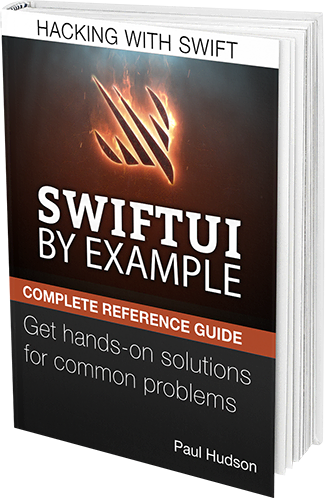 HACKING WITH SWIFT
SWIFTUI
BY EXAMPLE
COMPLETE REFERENCE GUIDE
Get hands-on solutions
for common problems
Paul Hudson